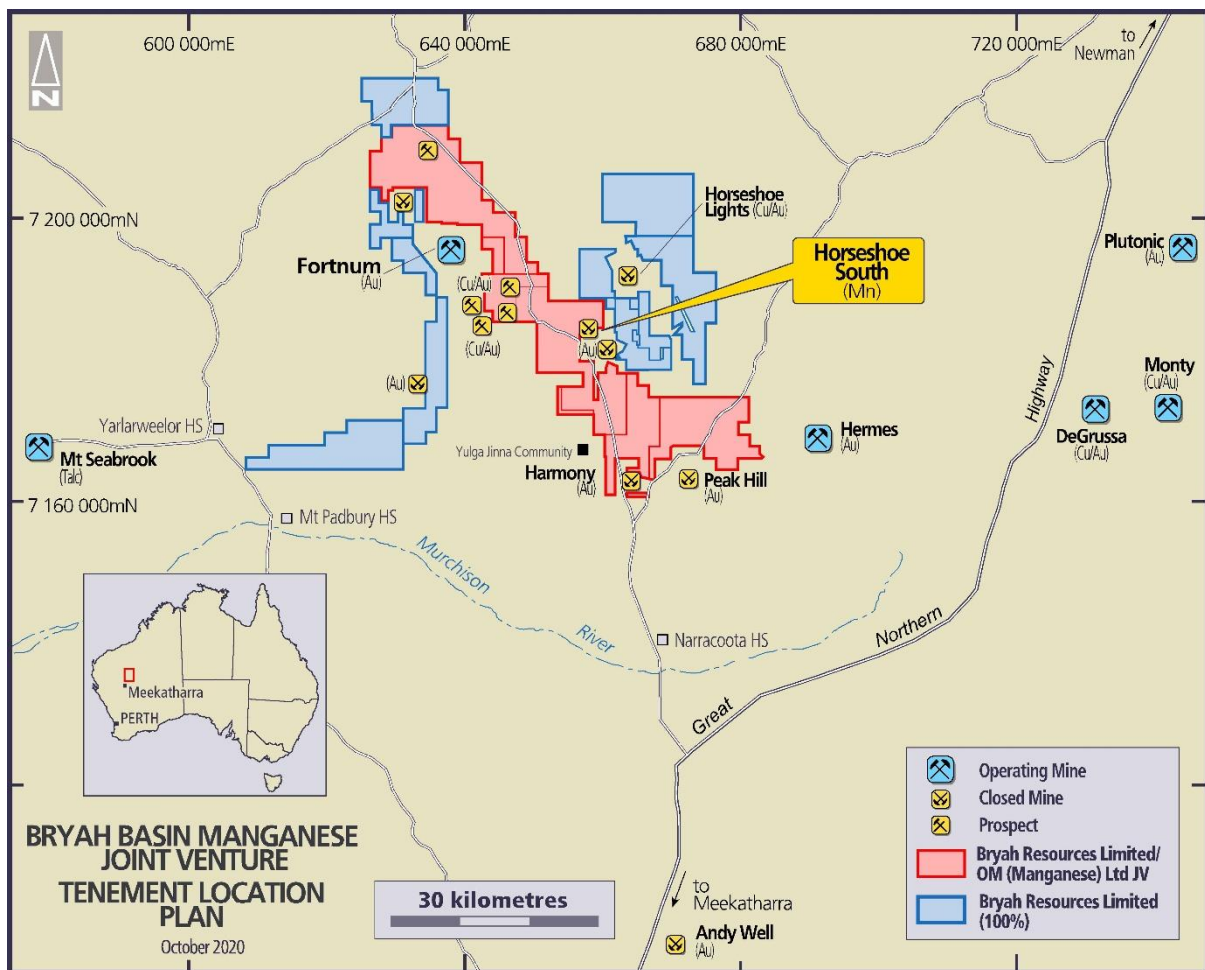 600 000mE
640 000mE
680 000mE
720 000mE
to
Newman
N
7 200 000mN
Horseshoe
Lights (Cu/Au)
Plutonic
(Au)
Fortnum
(Au)
(Cu/Au)
Horseshoe
South
(Mn)
(Cu/Au)
(Au)
(Au)
Monty
(Cu/Au)
Highway
DeGrussa
(Cu/Au)
Yarlarweelor HS
Mt Seabrook
(Talc)
Yulga Jinna Community
Hermes
(Au)
Harmony
(Au)
Peak Hill
(Au)
7 160 000mN
Mt Padbury HS
Murchison
River
Narracoota HS
Northern
Great
Meekatharra
PERTH
BRYAH BASIN MANGANESE
JOINT VENTURE
TENEMENT LOCATION
PLAN
October 2020
30 kilometres
to
Meekatharra
Andy Well
(Au)
Operating Mine
Closed Mine
Prospect
Bryah Resources Limited/
OM (Manganese) Ltd JV
Bryah Resources Limited
(100%)